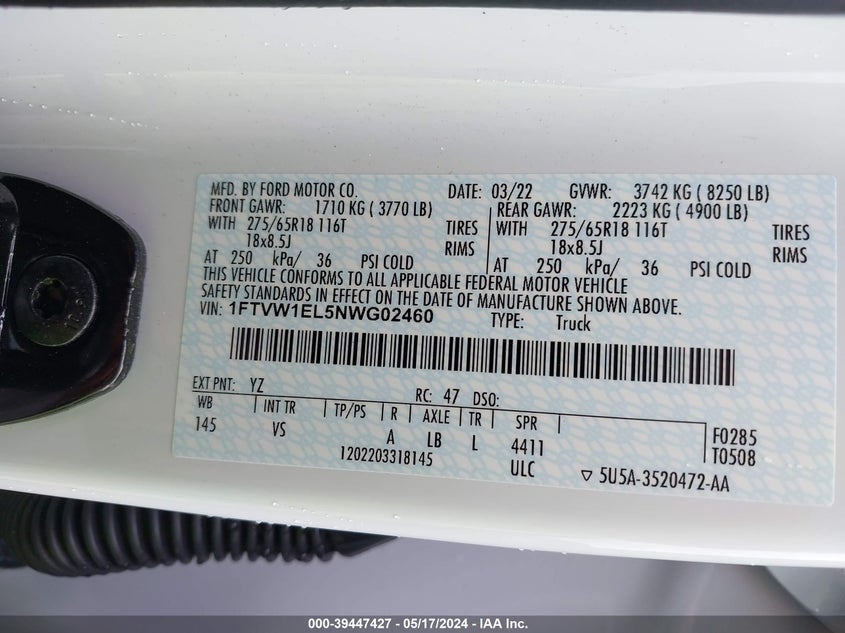 MFD. BY FORD MOTOR CO. DATE: 03/22 GVWR: 3742 KG ( 8250 LB)
FRONT GAWR: 1710 KG ( 3770 LB) REAR GAWR: 2223 KG ( 4900 LB)
WITH 275/65R18 116T TIRES WITH 275/65R18 116T TIRES
18x8.5J RIMS 18x8.5J RIMS
AT 250 kPa/ 36 PSI COLD AT 250 kPa/ 36 PSI COLD
THIS VEHICLE CONFORMS TO ALL APPLICABLE FEDERAL MOTOR VEHICLE
SAFETY STANDARDS IN EFFECT ON THE DATE OF MANUFACTURE SHOWN ABOVE.
VIN: 1FTVW1EL5NWG02460 TYPE: Truck
EXT PNT: YZ RC: 47 DSO:
WB INT TR TP/PS R AXLE TR SPR
145 VS A LB L 4411 F0285
1202203318145 ULC T0508
▽ 5U5A-3520472-AA
000-39447427 - 05/17/2024 - IAA Inc.